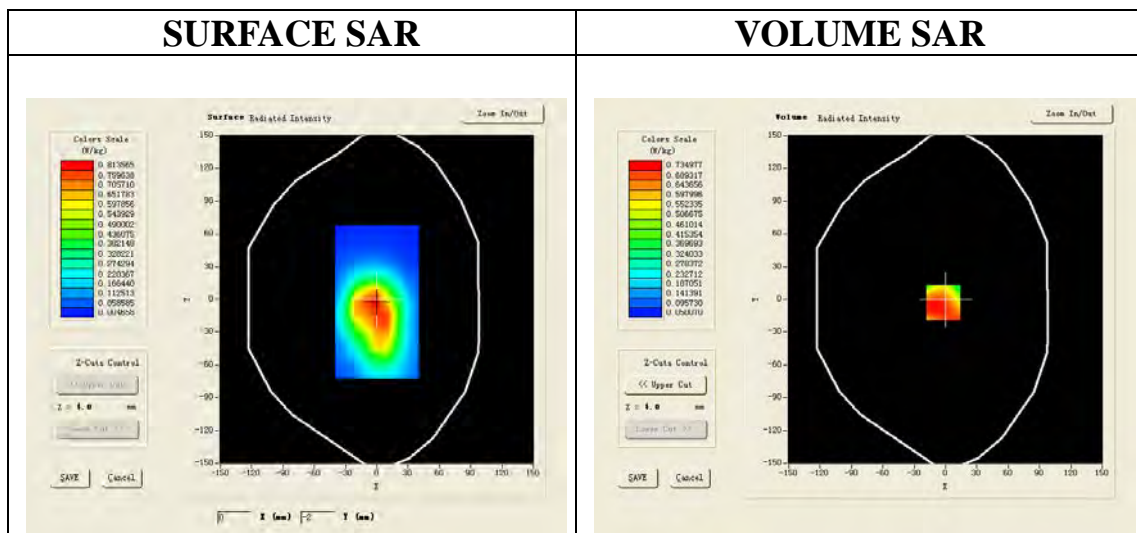 SURFACE SAR
VOLUME SAR
Surface Radiated Intensity
Zoom In/Out
Colors Scale
(W/kg)
0.813565
0.759638
0.705710
0.651783
0.597856
0.543929
0.490002
0.436075
0.382148
0.328221
0.274294
0.220367
0.166440
0.112513
0.058585
0.004658
150
120
90
60
30
0
-30
-60
-90
-120
-150
Y
-150 -120 -90 -60 -30 0 30 60 90 120 150
X
Z-Cuts Control
<< Upper Cut
Z = 4.0 mm
Lower Cut >>
SAVE
Cancel
0 X (mm) -2 Y (mm)
Volume Radiated Intensity
Zoom In/Out
Colors Scale
(W/kg)
0.734977
0.689317
0.643656
0.597996
0.552335
0.506675
0.461014
0.415354
0.369693
0.324033
0.278372
0.232712
0.187051
0.141391
0.095730
0.050070
150
120
90
60
30
0
-30
-60
-90
-120
-150
Y
-150 -120 -90 -60 -30 0 30 60 90 120 150
X
Z-Cuts Control
<< Upper Cut
Z = 4.0 mm
Lower Cut >>
SAVE
Cancel